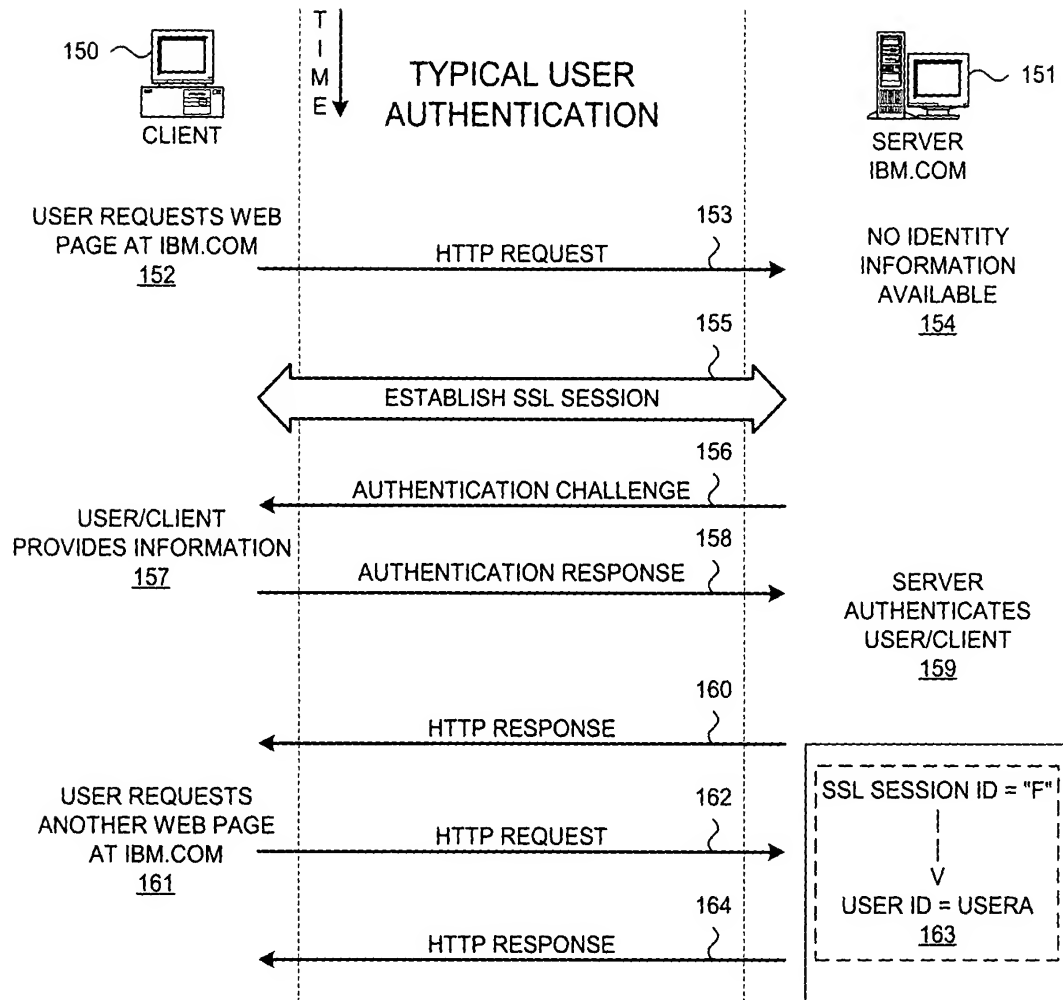 150
CLIENT
T
I
M
E
TYPICAL USER
AUTHENTICATION
151
SERVER
IBM.COM
USER REQUESTS WEB
PAGE AT IBM.COM
152
153
HTTP REQUEST
NO IDENTITY
INFORMATION
AVAILABLE
154
155
ESTABLISH SSL SESSION
156
AUTHENTICATION CHALLENGE
USER/CLIENT
PROVIDES INFORMATION
157
158
AUTHENTICATION RESPONSE
SERVER
AUTHENTICATES
USER/CLIENT
159
160
HTTP RESPONSE
USER REQUESTS
ANOTHER WEB PAGE
AT IBM.COM
161
162
HTTP REQUEST
SSL SESSION ID = "F"
V
USER ID = USERA
163
164
HTTP RESPONSE